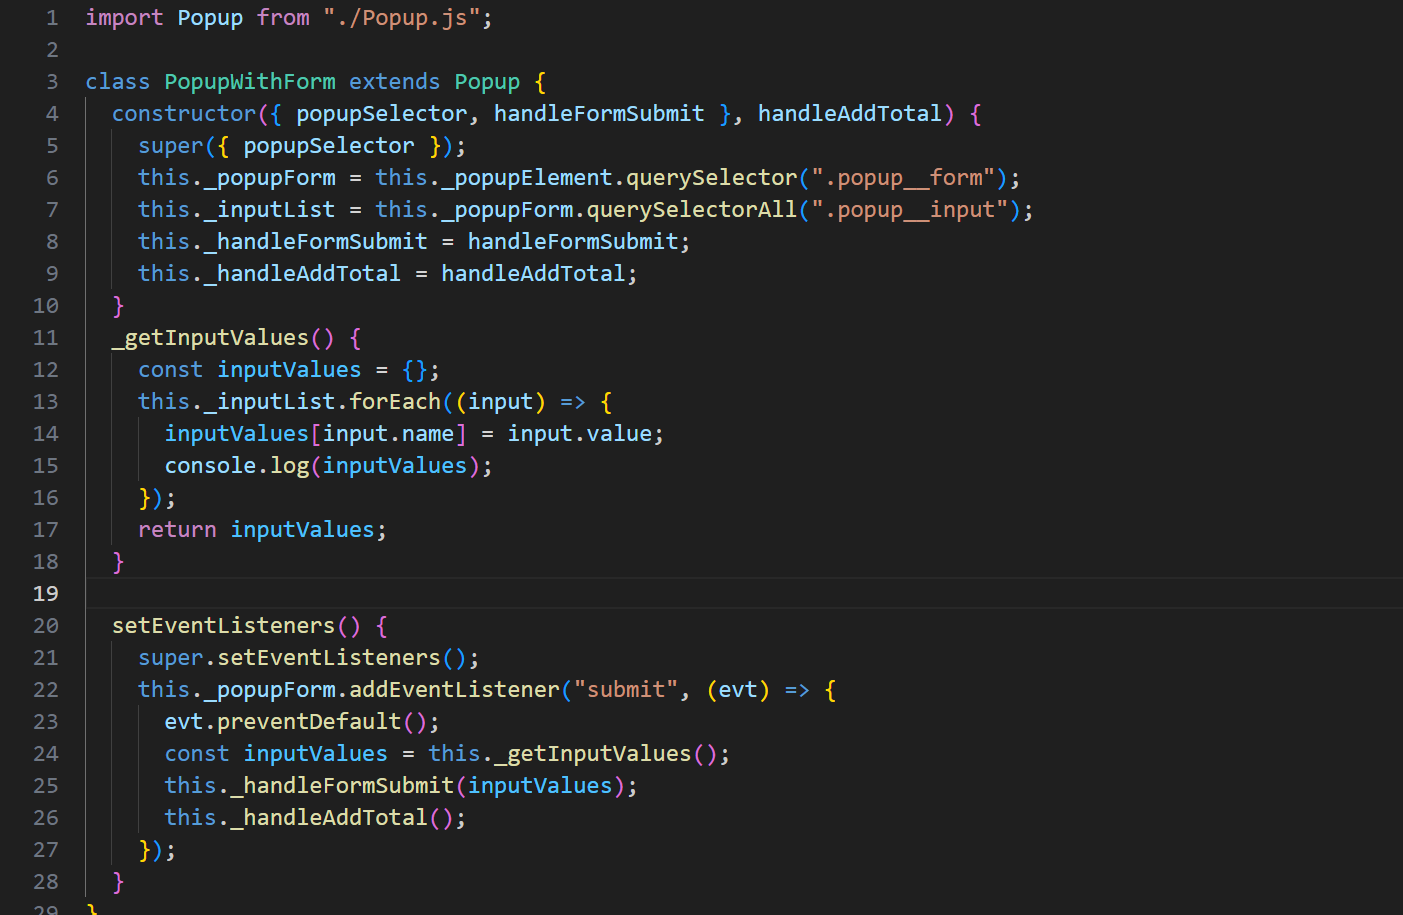 1 import Popup from "./Popup.js";
2
3 class PopupWithForm extends Popup {
4   constructor({ popupSelector, handleFormSubmit }, handleAddTotal) {
5     super({ popupSelector });
6     this._popupForm = this._popupElement.querySelector(".popup__form");
7     this._inputList = this._popupForm.querySelectorAll(".popup__input");
8     this._handleFormSubmit = handleFormSubmit;
9     this._handleAddTotal = handleAddTotal;
10   }
11   _getInputValues() {
12     const inputValues = {};
13     this._inputList.forEach((input) => {
14       inputValues[input.name] = input.value;
15       console.log(inputValues);
16     });
17     return inputValues;
18   }
19
20   setEventListeners() {
21     super.setEventListeners();
22     this._popupForm.addEventListener("submit", (evt) => {
23       evt.preventDefault();
24       const inputValues = this._getInputValues();
25       this._handleFormSubmit(inputValues);
26       this._handleAddTotal();
27     });
28   }
29 }